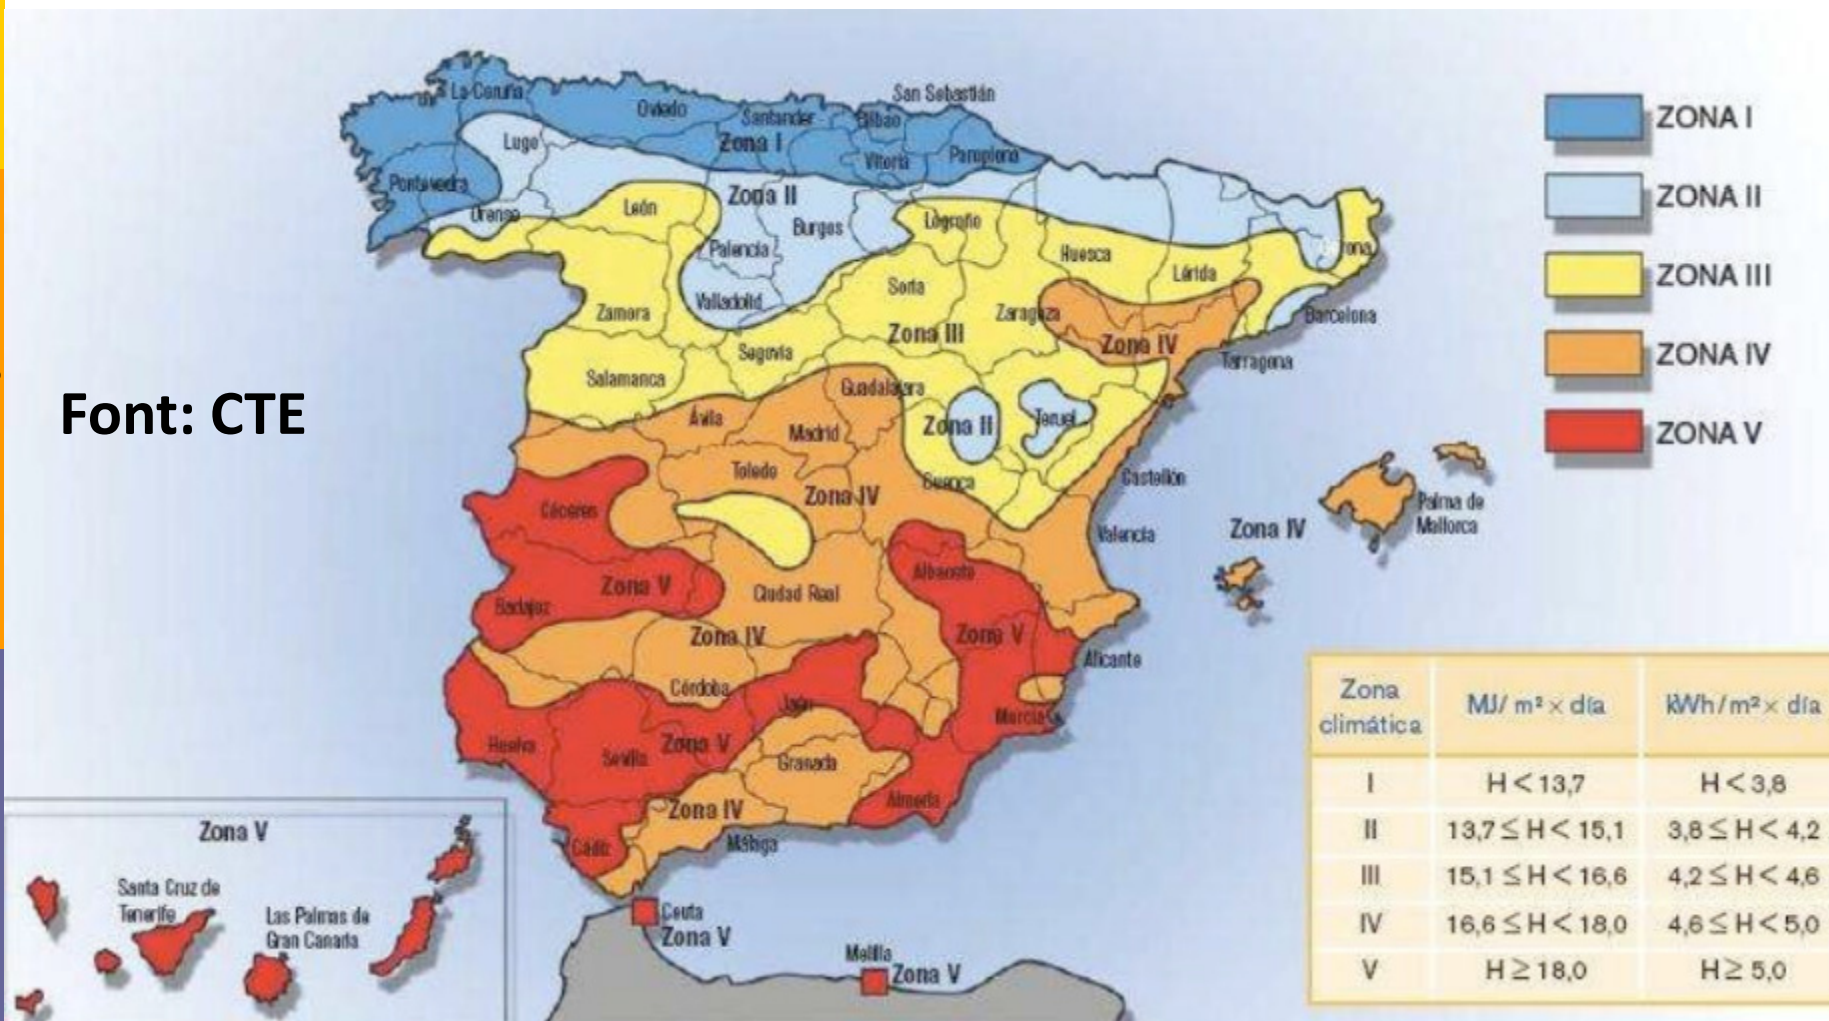 La Coruña
Oviedo
Santander
Bilbao
San Sebastián
Lugo
Zona I
Vitoria
Pamplona
Pontevedra
Orense
León
Zona II
Burgos
Palencia
Logroño
Huesca
Lérida
Zamora
Valladolid
Soria
Zaragoza
Barcelona
Zona III
Zona IV
Segovia
Tarragona
Salamanca
Guadalajara
Ávila
Madrid
Zona II
Teruel
Toledo
Zona IV
Cuenca
Castellón
Cáceres
Valencia
Zona IV
Palma de
Mallorca
Albacete
Zona V
Ciudad Real
Badajoz
Zona IV
Zona V
Alicante
Córdoba
Jaén
Murcia
Huelva
Sevilla
Zona V
Granada
Zona IV
Almería
Málaga
Cádiz
Ceuta
Zona V
Melilla
Zona V
Font: CTE
ZONA I
ZONA II
ZONA III
ZONA IV
ZONA V
Zona V
Santa Cruz de
Tenerife
Las Palmas de
Gran Canaria
Zona climática MJ/ m² × día kWh/m² × día
I H < 13,7 H < 3,8
II 13,7 ≤ H < 15,1 3,8 ≤ H < 4,2
III 15,1 ≤ H < 16,6 4,2 ≤ H < 4,6
IV 16,6 ≤ H < 18,0 4,6 ≤ H < 5,0
V H ≥ 18,0 H ≥ 5,0